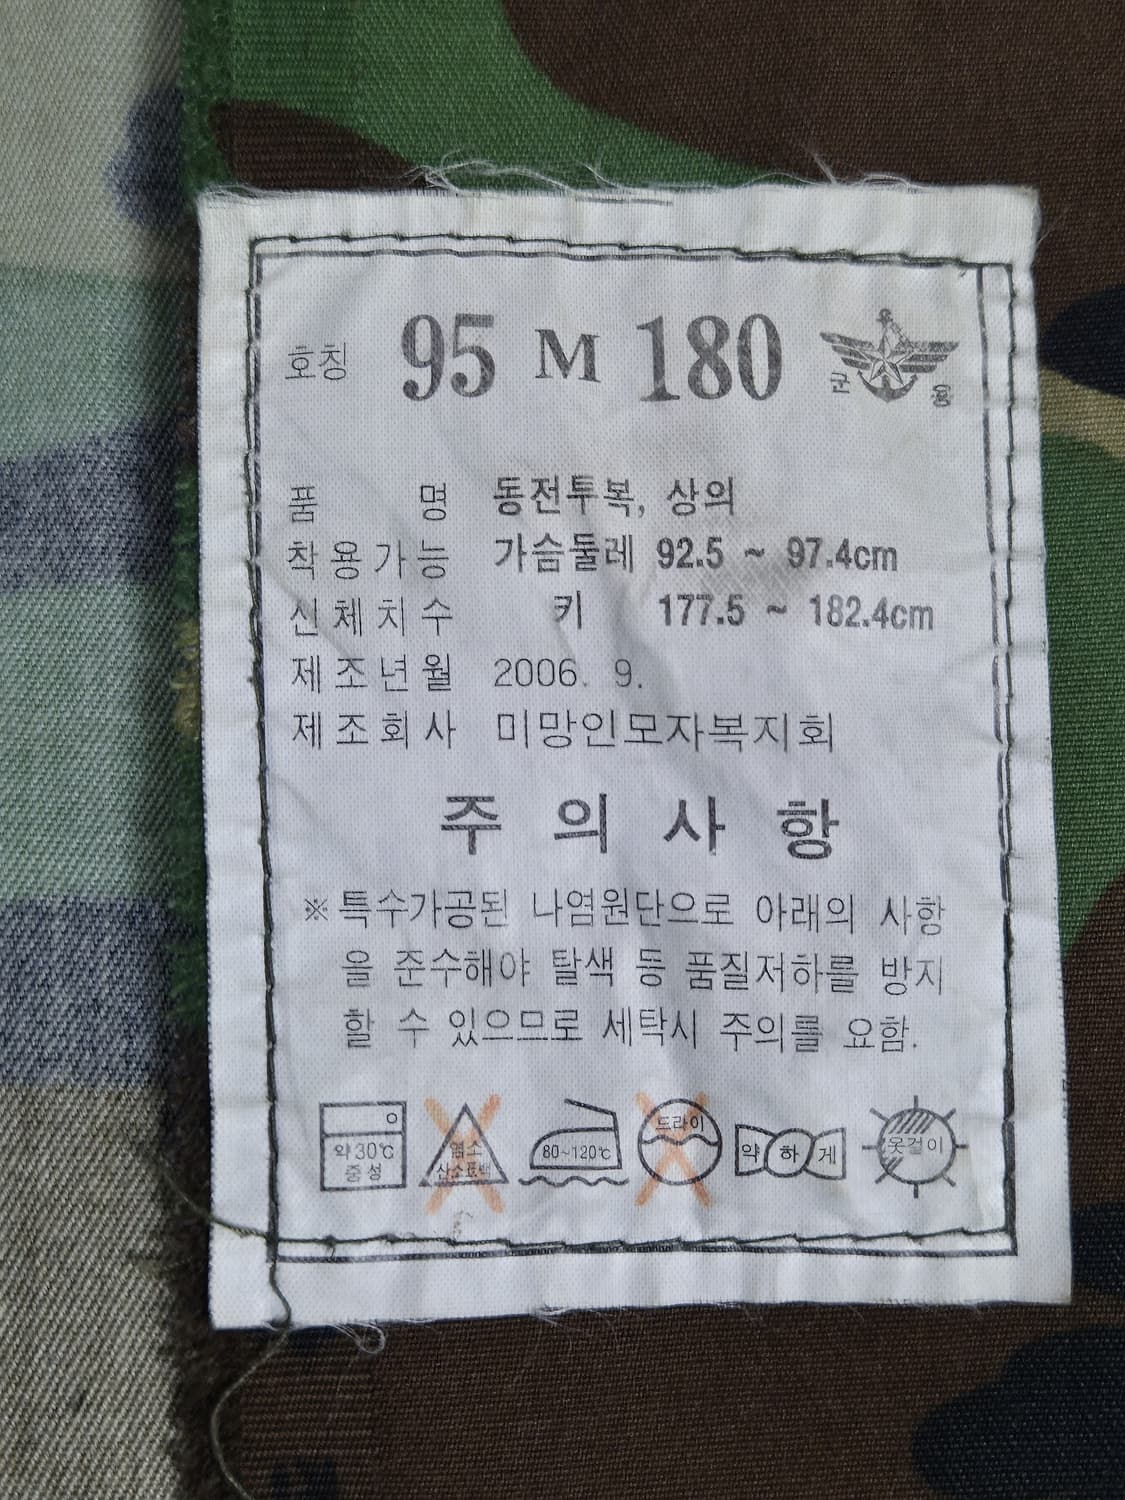 호칭 95 M 180 군 용
품 명 동전투복, 상의
착용가능 가슴둘레 92.5 ~ 97.4cm
신체치수 키 177.5 ~ 182.4cm
제조년월 2006. 9.
제조회사 미망인모자복지회
주의사항
※특수가공된 나염원단으로 아래의 사항
을 준수해야 탈색 등 품질저하를 방지
할 수 있으므로 세탁시 주의를 요함.
약30℃
중성
염소
산소표백
80~120℃
드라이
약하게
옷걸이